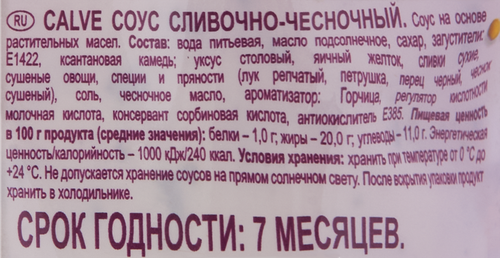 RU CALVE СОУС СЛИВОЧНО-ЧЕСНОЧНЫЙ. Соус на основе
растительных масел. Состав: вода питьевая, масло подсолнечное, сахар, загустители:
Е1422, ксантановая камедь; уксус столовый, яичный желток, сливки сухие,
сушеные овощи, специи и пряности (лук репчатый, петрушка, перец черный, чеснок
сушеный), соль, чесночное масло, ароматизатор: Горчица, регулятор кислотности
молочная кислота, консервант сорбиновая кислота, антиокислитель Е385. Пищевая ценность
в 100 г продукта (средние значения): белки – 1,0 г; жиры – 20,0 г; углеводы – 11,0 г. Энергетическая
ценность/калорийность – 1000 кДж/240 ккал. Условия хранения: хранить при температуре от 0 °С до
+24 °С. Не допускается хранение соусов на прямом солнечном свету. После вскрытия упаковки продукт
хранить в холодильнике.
СРОК ГОДНОСТИ: 7 МЕСЯЦЕВ.